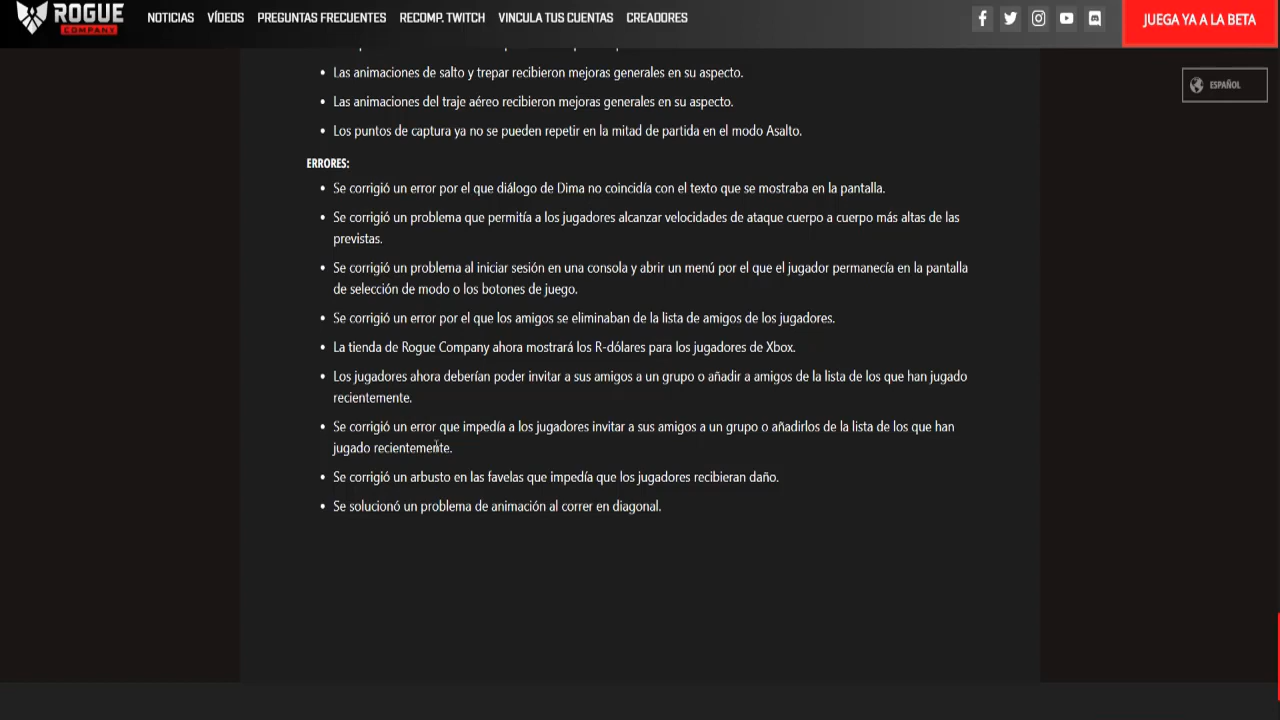 ROGUE
COMPANY
NOTICIAS VÍDEOS PREGUNTAS FRECUENTES RECOMP. TWITCH VINCULA TUS CUENTAS CREADORES
JUEGA YA A LA BETA
ESPAÑOL
• Las animaciones de salto y trepar recibieron mejoras generales en su aspecto.
• Las animaciones del traje aéreo recibieron mejoras generales en su aspecto.
• Los puntos de captura ya no se pueden repetir en la mitad de partida en el modo Asalto.
ERRORES:
• Se corrigió un error por el que diálogo de Dima no coincidía con el texto que se mostraba en la pantalla.
• Se corrigió un problema que permitía a los jugadores alcanzar velocidades de ataque cuerpo a cuerpo más altas de las
previstas.
• Se corrigió un problema al iniciar sesión en una consola y abrir un menú por el que el jugador permanecía en la pantalla
de selección de modo o los botones de juego.
• Se corrigió un error por el que los amigos se eliminaban de la lista de amigos de los jugadores.
• La tienda de Rogue Company ahora mostrará los R-dólares para los jugadores de Xbox.
• Los jugadores ahora deberían poder invitar a sus amigos a un grupo o añadir a amigos de la lista de los que han jugado
recientemente.
• Se corrigió un error que impedía a los jugadores invitar a sus amigos a un grupo o añadirlos de la lista de los que han
jugado recientemente.
• Se corrigió un arbusto en las favelas que impedía que los jugadores recibieran daño.
• Se solucionó un problema de animación al correr en diagonal.